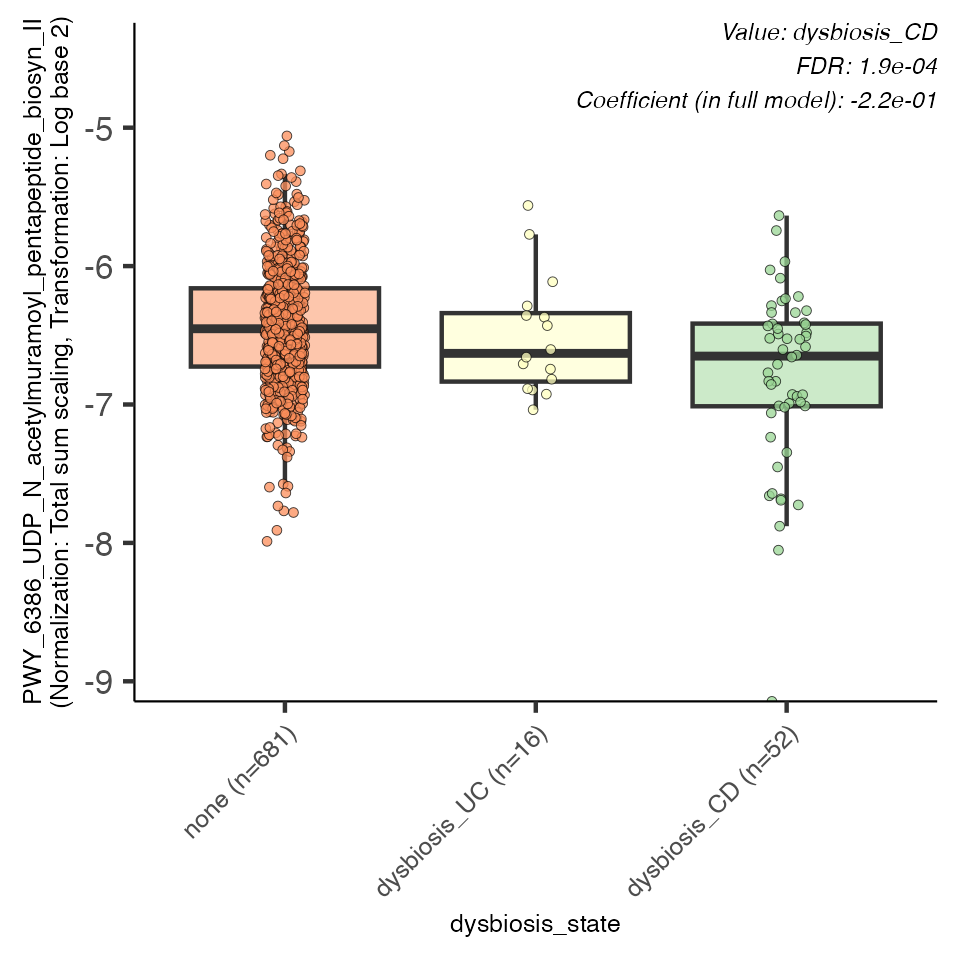 Value: dysbiosis_CD
FDR: 1.9e-04
Coefficient (in full model): -2.2e-01
PWY_6386_UDP_N_acetylmuramoyl_pentapeptide_biosyn_II
(Normalization: Total sum scaling, Transformation: Log base 2)
-5
-6
-7
-8
-9
none (n=681)
dysbiosis_UC (n=16)
dysbiosis_CD (n=52)
dysbiosis_state